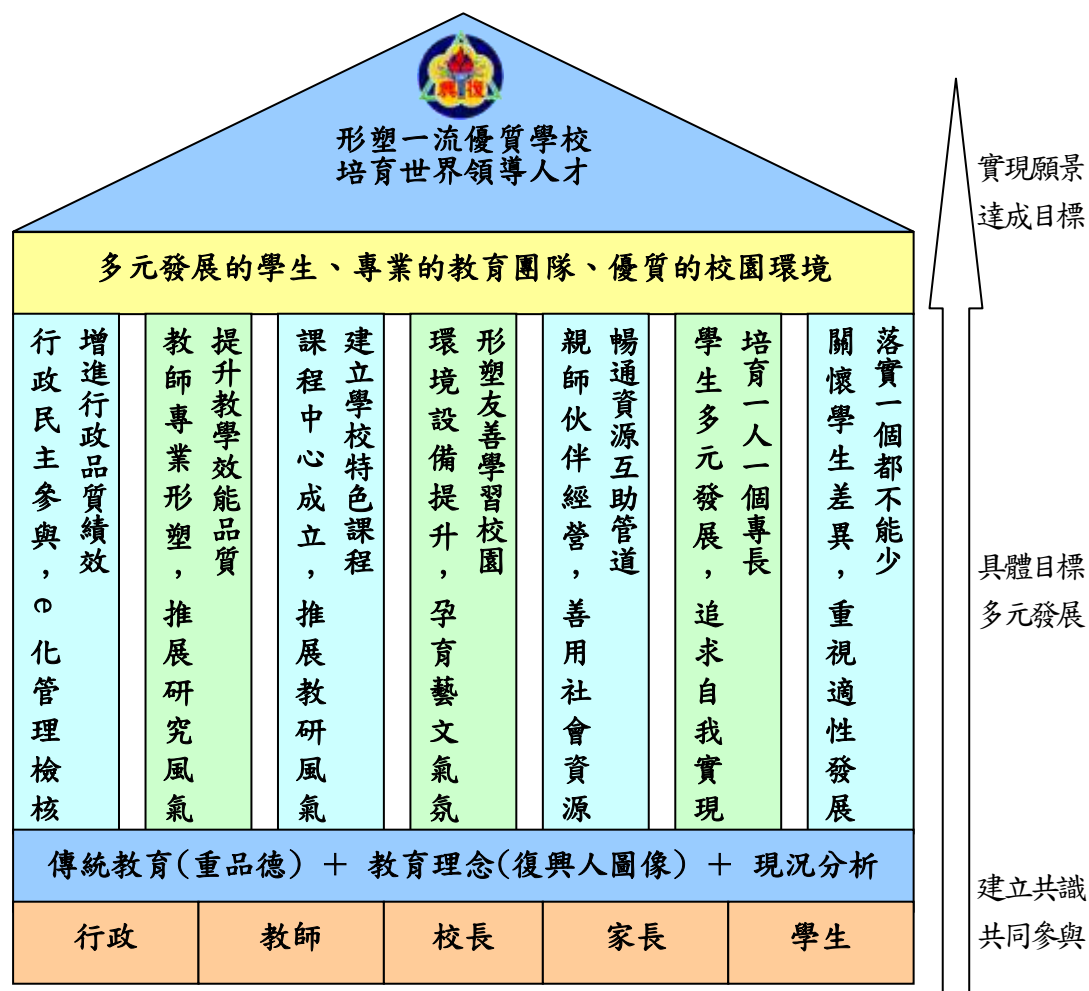 興復
形塑一流優質學校
培育世界領導人才
多元發展的學生、專業的教育團隊、優質的校園環境
增進行政品質績效
行政民主參與，e化管理檢核
提升教學效能品質
教師專業形塑，推展研究風氣
建立學校特色課程
課程中心成立，推展教研風氣
形塑友善學習校園
環境設備提升，孕育藝文氣氛
暢通資源互助管道
親師伙伴經營，善用社會資源
培育一人一個專長
學生多元發展，追求自我實現
落實一個都不能少
關懷學生差異，重視適性發展
傳統教育(重品德) ＋ 教育理念(復興人圖像) ＋ 現況分析
行政
教師
校長
家長
學生
實現願景
達成目標
具體目標
多元發展
建立共識
共同參與